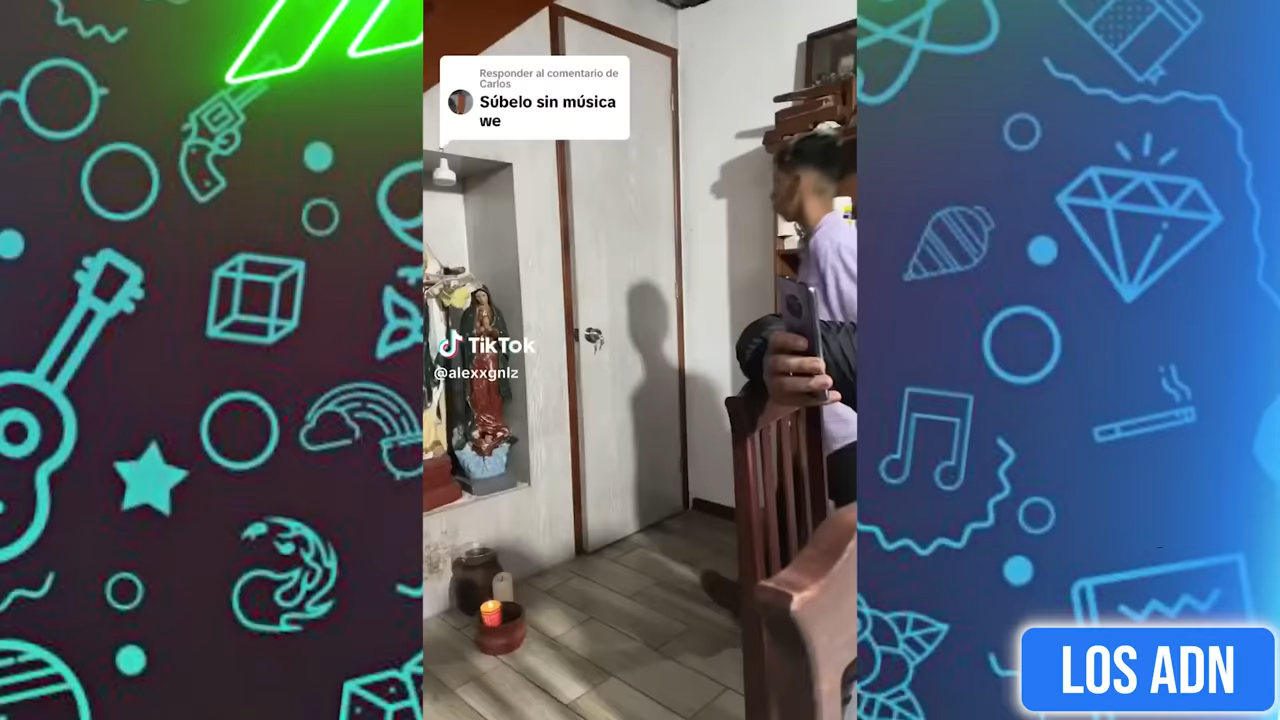 Responder al comentario de
Carlos
Súbelo sin música
we
TikTok
@alexxgnlz
LOS ADN